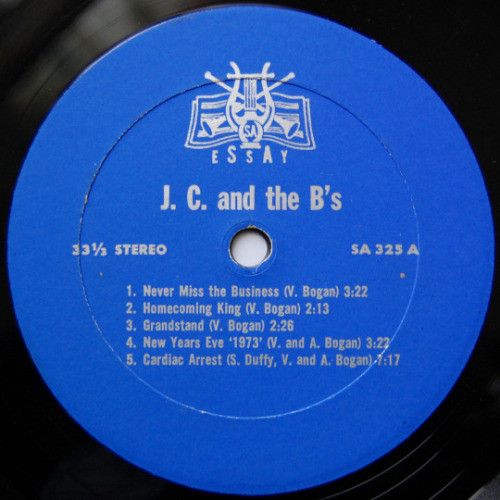 SA
ESSAY
J. C. and the B's
33⅓ STEREO SA 325 A
1. Never Miss the Business (V. Bogan) 3:22
2. Homecoming King (V. Bogan) 2:13
3. Grandstand (V. Bogan) 2:26
4. New Years Eve '1973' (V. and A. Bogan) 3:22
5. Cardiac Arrest (S. Duffy, V. and A. Bogan) 7:17